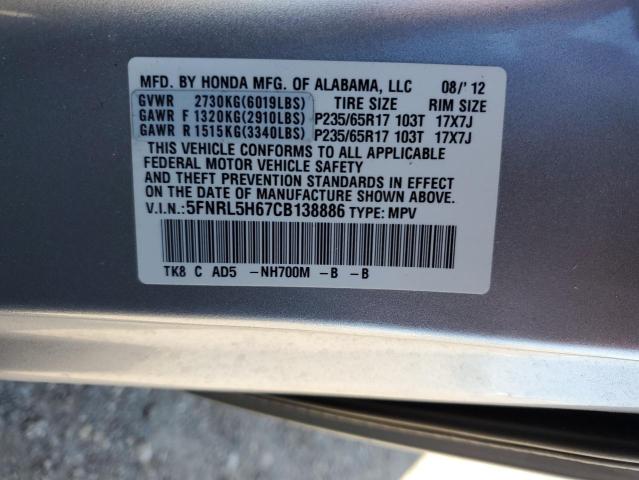 MFD. BY HONDA MFG. OF ALABAMA, LLC 08/'12
GVWR 2730KG(6019LBS) TIRE SIZE RIM SIZE
GAWR F 1320KG(2910LBS) P235/65R17 103T 17X7J
GAWR R 1515KG(3340LBS) P235/65R17 103T 17X7J
THIS VEHICLE CONFORMS TO ALL APPLICABLE
FEDERAL MOTOR VEHICLE SAFETY
AND THEFT PREVENTION STANDARDS IN EFFECT
ON THE DATE OF MANUFACTURE SHOWN ABOVE.
V.I.N.:5FNRL5H67CB138886 TYPE: MPV
TK8 C AD5 -NH700M -B -B